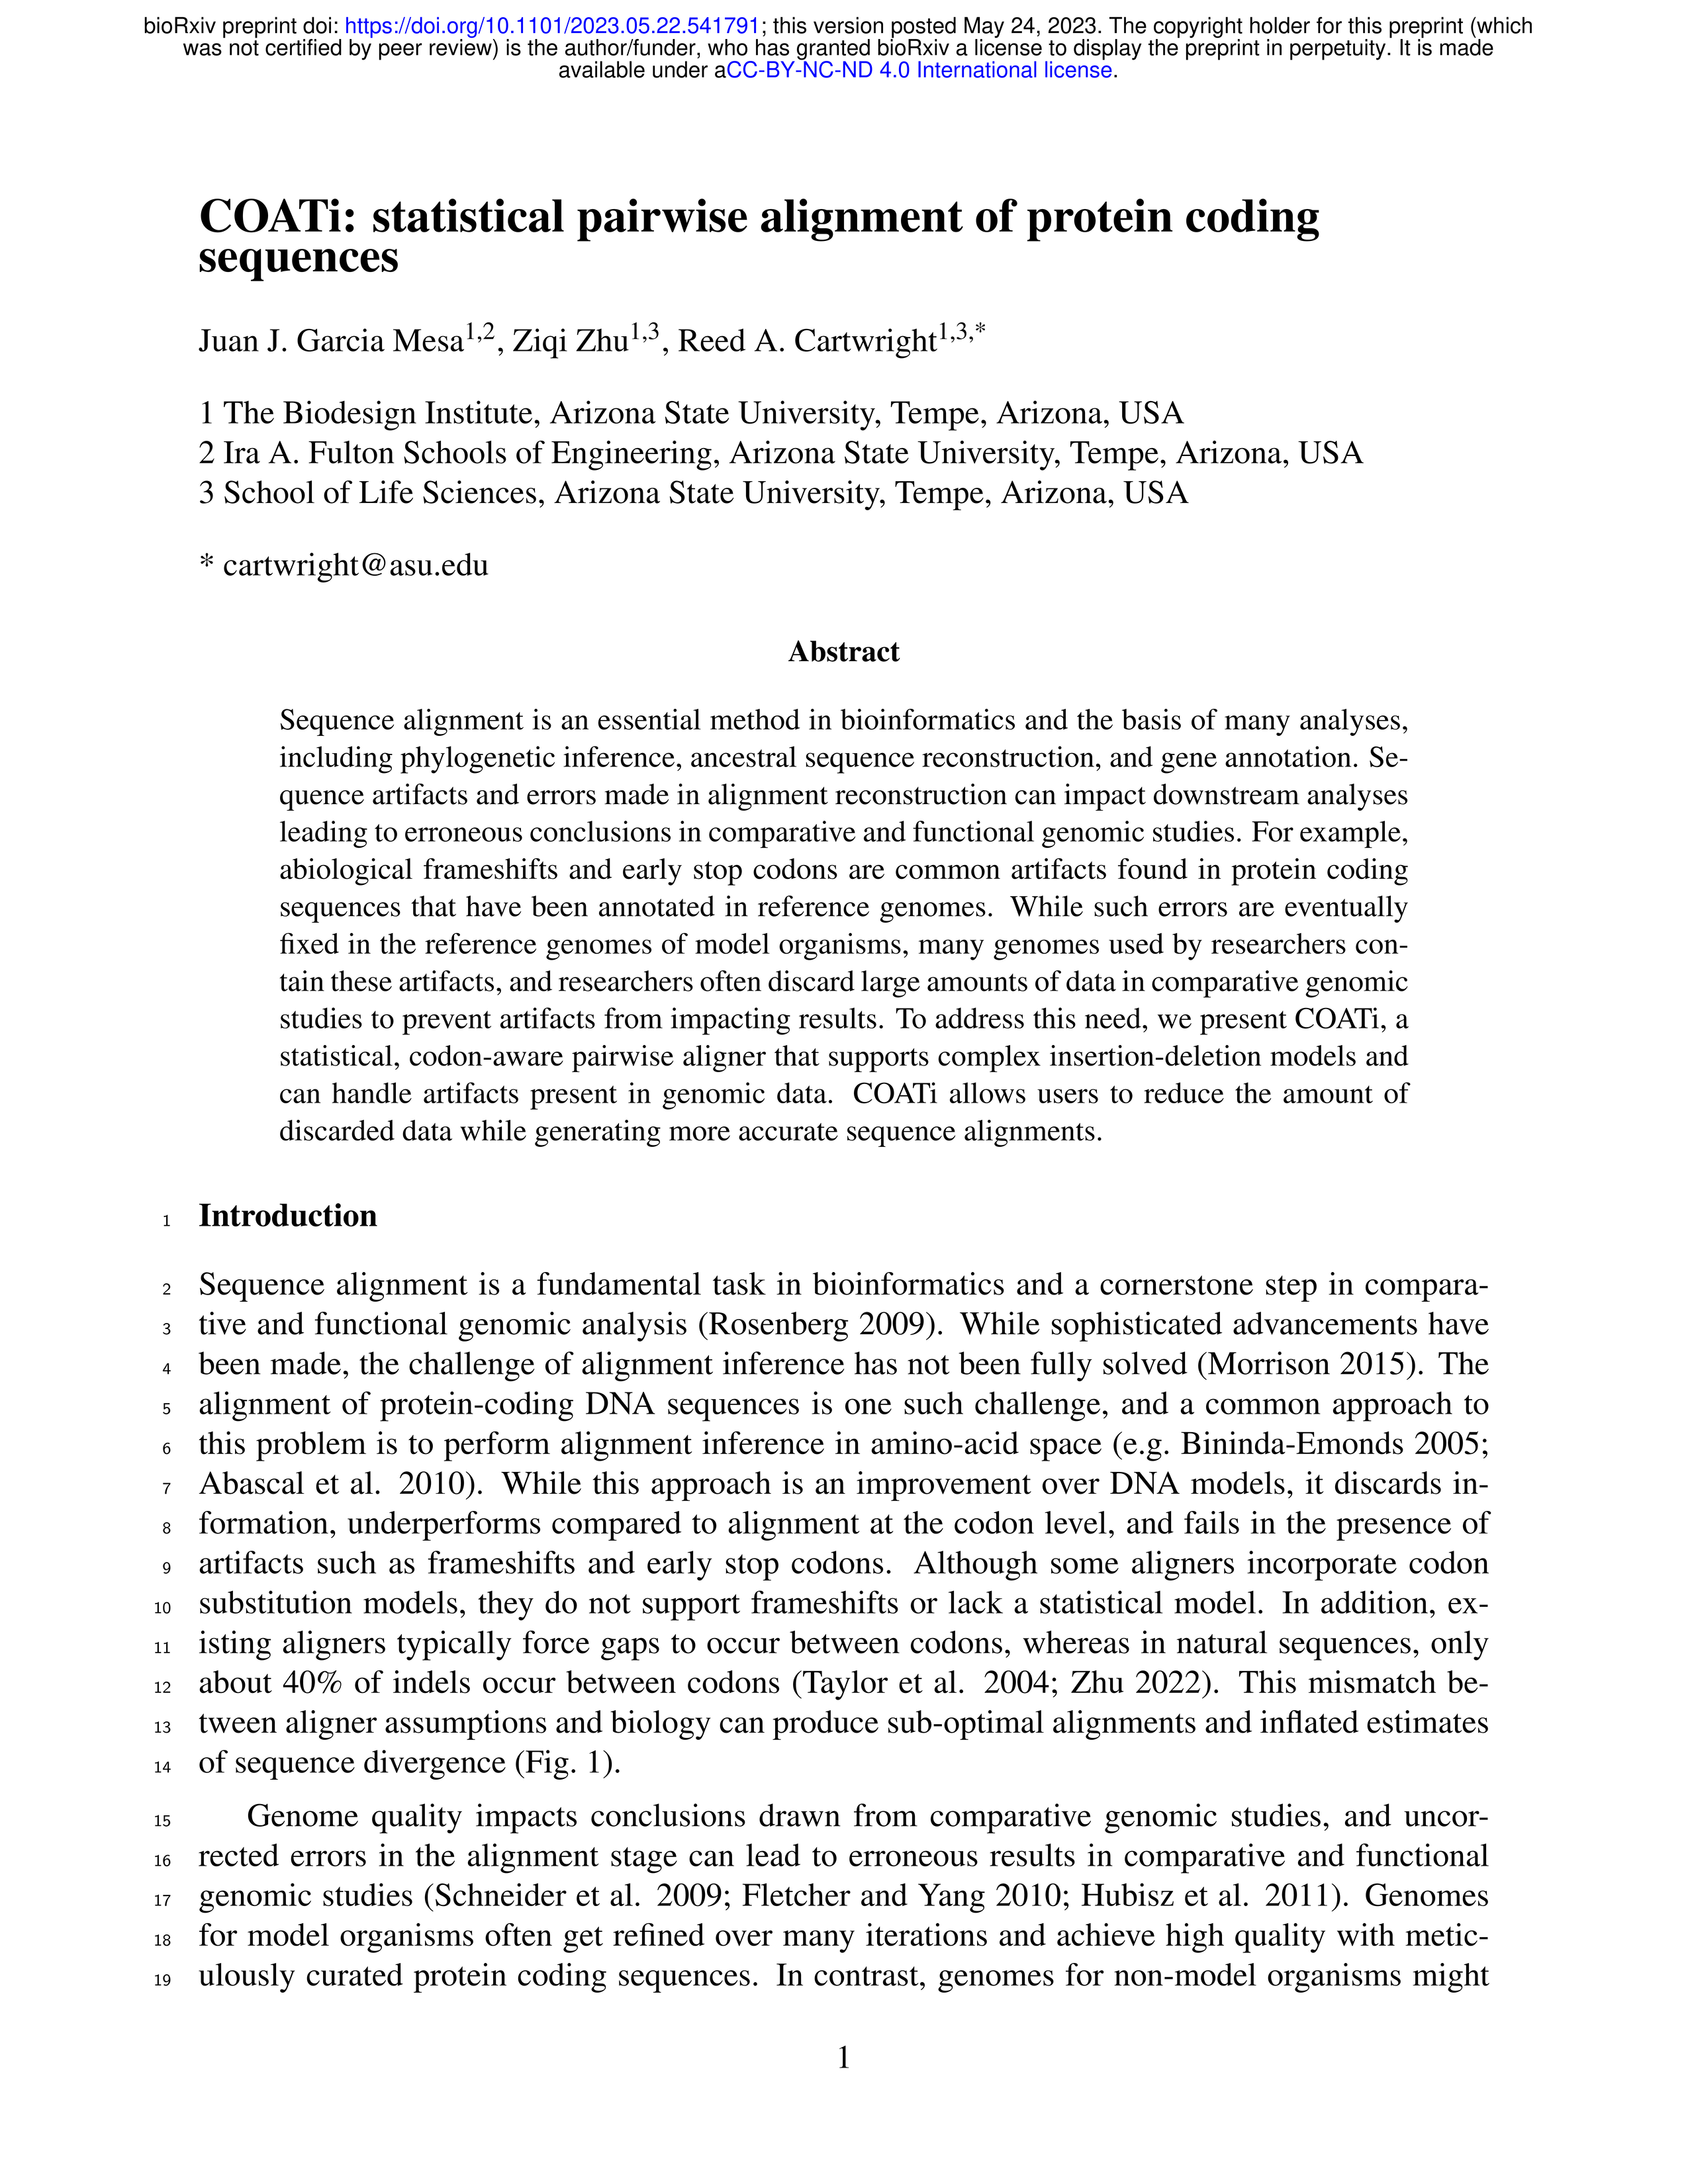 bioRxiv preprint doi: https://doi.org/10.1101/2023.05.22.541791; this version posted May 24, 2023. The copyright holder for this preprint (which
was not certified by peer review) is the author/funder, who has granted bioRxiv a license to display the preprint in perpetuity. It is made
available under aCC-BY-NC-ND 4.0 International license.
COATi: statistical pairwise alignment of protein coding
sequences
Juan J. Garcia Mesa1,2, Ziqi Zhu1,3, Reed A. Cartwright1,3,*
1 The Biodesign Institute, Arizona State University, Tempe, Arizona, USA
2 Ira A. Fulton Schools of Engineering, Arizona State University, Tempe, Arizona, USA
3 School of Life Sciences, Arizona State University, Tempe, Arizona, USA
* cartwright@asu.edu
Abstract
Sequence alignment is an essential method in bioinformatics and the basis of many analyses,
including phylogenetic inference, ancestral sequence reconstruction, and gene annotation. Se-
quence artifacts and errors made in alignment reconstruction can impact downstream analyses
leading to erroneous conclusions in comparative and functional genomic studies. For example,
abiological frameshifts and early stop codons are common artifacts found in protein coding
sequences that have been annotated in reference genomes. While such errors are eventually
fixed in the reference genomes of model organisms, many genomes used by researchers con-
tain these artifacts, and researchers often discard large amounts of data in comparative genomic
studies to prevent artifacts from impacting results. To address this need, we present COATi, a
statistical, codon-aware pairwise aligner that supports complex insertion-deletion models and
can handle artifacts present in genomic data. COATi allows users to reduce the amount of
discarded data while generating more accurate sequence alignments.
1 Introduction
2 Sequence alignment is a fundamental task in bioinformatics and a cornerstone step in compara-
3 tive and functional genomic analysis (Rosenberg 2009). While sophisticated advancements have
4 been made, the challenge of alignment inference has not been fully solved (Morrison 2015). The
5 alignment of protein-coding DNA sequences is one such challenge, and a common approach to
6 this problem is to perform alignment inference in amino-acid space (e.g. Bininda-Emonds 2005;
7 Abascal et al. 2010). While this approach is an improvement over DNA models, it discards in-
8 formation, underperforms compared to alignment at the codon level, and fails in the presence of
9 artifacts such as frameshifts and early stop codons. Although some aligners incorporate codon
10 substitution models, they do not support frameshifts or lack a statistical model. In addition, ex-
11 isting aligners typically force gaps to occur between codons, whereas in natural sequences, only
12 about 40% of indels occur between codons (Taylor et al. 2004; Zhu 2022). This mismatch be-
13 tween aligner assumptions and biology can produce sub-optimal alignments and inflated estimates
14 of sequence divergence (Fig. 1).
15 Genome quality impacts conclusions drawn from comparative genomic studies, and uncor-
16 rected errors in the alignment stage can lead to erroneous results in comparative and functional
17 genomic studies (Schneider et al. 2009; Fletcher and Yang 2010; Hubisz et al. 2011). Genomes
18 for model organisms often get refined over many iterations and achieve high quality with metic-
19 ulously curated protein coding sequences. In contrast, genomes for non-model organisms might
1